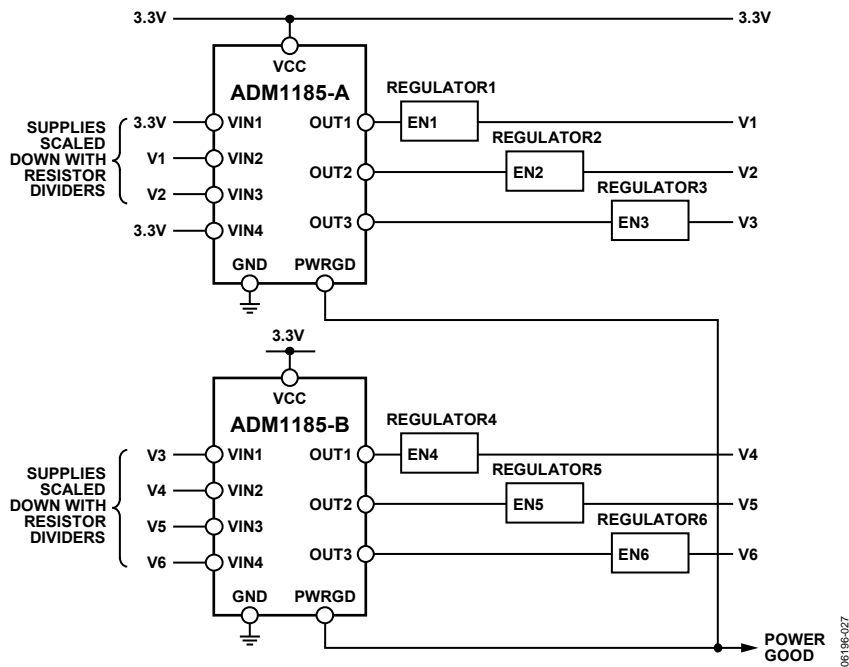 3.3V 3.3V
VCC
ADM1185-A
REGULATOR1
SUPPLIES
SCALED
DOWN WITH
RESISTOR
DIVIDERS
3.3V VIN1 OUT1 EN1 V1
REGULATOR2
V1 VIN2 OUT2 EN2 V2
REGULATOR3
V2 VIN3
3.3V VIN4 OUT3 EN3 V3
GND PWRGD
3.3V
VCC
ADM1185-B
REGULATOR4
SUPPLIES
SCALED
DOWN WITH
RESISTOR
DIVIDERS
V3 VIN1 OUT1 EN4 V4
REGULATOR5
V4 VIN2 OUT2 EN5 V5
REGULATOR6
V5 VIN3
V6 VIN4 OUT3 EN6 V6
GND PWRGD
POWER
GOOD
06196-027